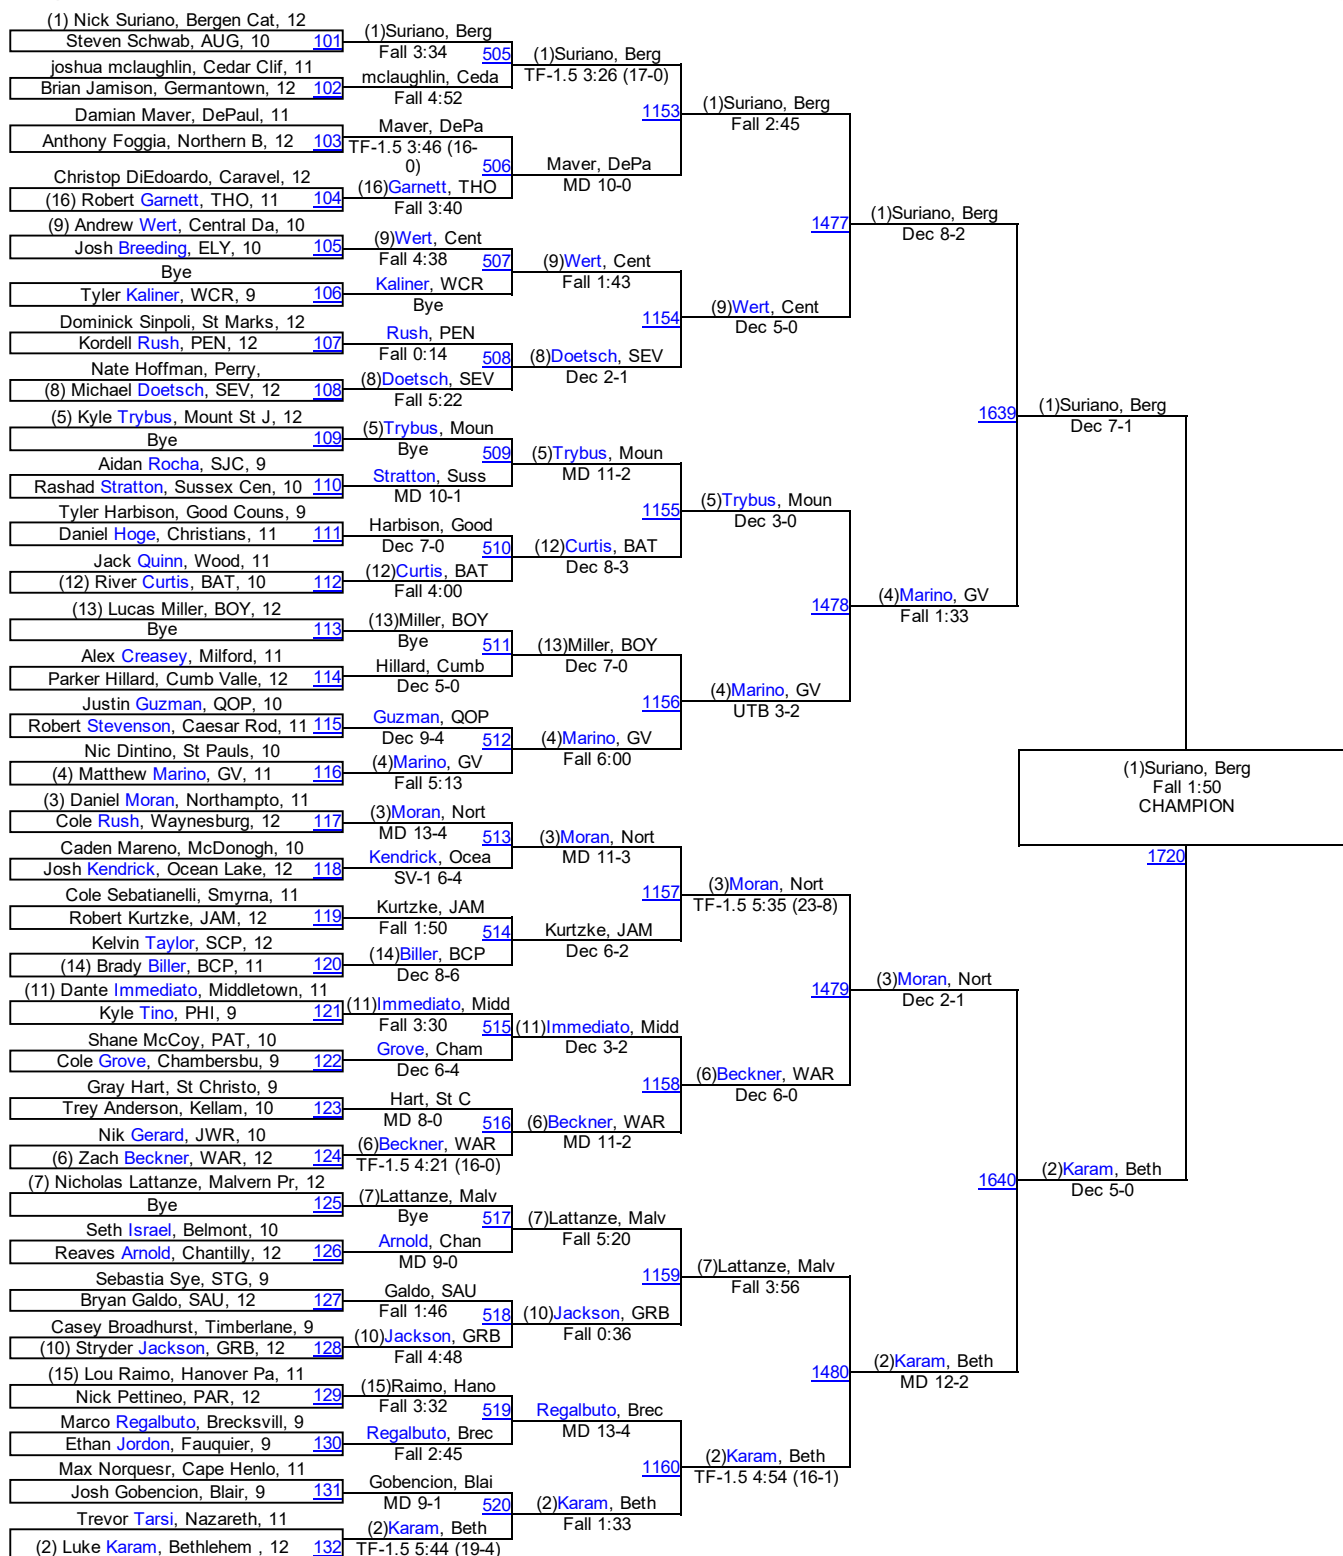 (1) Nick Suriano, Bergen Cat, 12
Steven Schwab, AUG, 10 101
joshua mclaughlin, Cedar Clif, 11
Brian Jamison, Germantown, 12 102
Damian Maver, DePaul, 11
Anthony Foggia, Northern B, 12 103
Christop DiEdoardo, Caravel, 12
(16) Robert Garnett, THO, 11 104
(9) Andrew Wert, Central Da, 10
Josh Breeding, ELY, 10 105
Bye
Tyler Kaliner, WCR, 9 106
Dominick Sinpoli, St Marks, 12
Kordell Rush, PEN, 12 107
Nate Hoffman, Perry,
(8) Michael Doetsch, SEV, 12 108
(5) Kyle Trybus, Mount St J, 12
Bye 109
Aidan Rocha, SJC, 9
Rashad Stratton, Sussex Cen, 10 110
Tyler Harbison, Good Couns, 9
Daniel Hoge, Christians, 11 111
Jack Quinn, Wood, 11
(12) River Curtis, BAT, 10 112
(13) Lucas Miller, BOY, 12
Bye 113
Alex Creasey, Milford, 11
Parker Hillard, Cumb Valle, 12 114
Justin Guzman, QOP, 10
Robert Stevenson, Caesar Rod, 11 115
Nic Dintino, St Pauls, 10
(4) Matthew Marino, GV, 11 116
(3) Daniel Moran, Northampto, 11
Cole Rush, Waynesburg, 12 117
Caden Mareno, McDonogh, 10
Josh Kendrick, Ocean Lake, 12 118
Cole Sebatianelli, Smyrna, 11
Robert Kurtzke, JAM, 12 119
Kelvin Taylor, SCP, 12
(14) Brady Biller, BCP, 11 120
(11) Dante Immediato, Middletown, 11
Kyle Tino, PHI, 9 121
Shane McCoy, PAT, 10
Cole Grove, Chambersbu, 9 122
Gray Hart, St Christo, 9
Trey Anderson, Kellam, 10 123
Nik Gerard, JWR, 10
(6) Zach Beckner, WAR, 12 124
(7) Nicholas Lattanze, Malvern Pr, 12
Bye 125
Seth Israel, Belmont, 10
Reaves Arnold, Chantilly, 12 126
Sebastia Sye, STG, 9
Bryan Galdo, SAU, 12 127
Casey Broadhurst, Timberlane, 9
(10) Stryder Jackson, GRB, 12 128
(15) Lou Raimo, Hanover Pa, 11
Nick Pettineo, PAR, 12 129
Marco Regalbuto, Brecksvill, 9
Ethan Jordon, Fauquier, 9 130
Max Norquesr, Cape Henlo, 11
Josh Gobencion, Blair, 9 131
Trevor Tarsi, Nazareth, 11
(2) Luke Karam, Bethlehem , 12 132
(1)Suriano, Berg
Fall 3:34 505
mclaughlin, Ceda
Fall 4:52
Maver, DePa
TF-1.5 3:46 (16-
0) 506
(16)Garnett, THO
Fall 3:40
(9)Wert, Cent
Fall 4:38 507
Kaliner, WCR
Bye
Rush, PEN
Fall 0:14 508
(8)Doetsch, SEV
Fall 5:22
(5)Trybus, Moun
Bye 509
Stratton, Suss
MD 10-1
Harbison, Good
Dec 7-0 510
(12)Curtis, BAT
Fall 4:00
(13)Miller, BOY
Bye 511
Hillard, Cumb
Dec 5-0
Guzman, QOP
Dec 9-4 512
(4)Marino, GV
Fall 5:13
(3)Moran, Nort
MD 13-4 513
Kendrick, Ocea
SV-1 6-4
Kurtzke, JAM
Fall 1:50 514
(14)Biller, BCP
Dec 8-6
(11)Immediato, Midd
Fall 3:30 515
Grove, Cham
Dec 6-4
Hart, St C
MD 8-0 516
(6)Beckner, WAR
TF-1.5 4:21 (16-0)
(7)Lattanze, Malv
Bye 517
Arnold, Chan
MD 9-0
Galdo, SAU
Fall 1:46 518
(10)Jackson, GRB
Fall 4:48
(15)Raimo, Hano
Fall 3:32 519
Regalbuto, Brec
Fall 2:45
Gobencion, Blai
MD 9-1 520
(2)Karam, Beth
TF-1.5 5:44 (19-4)
(1)Suriano, Berg
TF-1.5 3:26 (17-0)
1153
Maver, DePa
MD 10-0
(9)Wert, Cent
Fall 1:43
1154
(8)Doetsch, SEV
Dec 2-1
(5)Trybus, Moun
MD 11-2
1155
(12)Curtis, BAT
Dec 8-3
(13)Miller, BOY
Dec 7-0
1156
(4)Marino, GV
Fall 6:00
(3)Moran, Nort
MD 11-3
1157
Kurtzke, JAM
Dec 6-2
(11)Immediato, Midd
Dec 3-2
1158
(6)Beckner, WAR
MD 11-2
(7)Lattanze, Malv
Fall 5:20
1159
(10)Jackson, GRB
Fall 0:36
Regalbuto, Brec
MD 13-4
1160
(2)Karam, Beth
Fall 1:33
(1)Suriano, Berg
Fall 2:45
1477
(9)Wert, Cent
Dec 5-0
(5)Trybus, Moun
Dec 3-0
1478
(4)Marino, GV
UTB 3-2
(3)Moran, Nort
TF-1.5 5:35 (23-8)
1479
(6)Beckner, WAR
Dec 6-0
(7)Lattanze, Malv
Fall 3:56
1480
(2)Karam, Beth
TF-1.5 4:54 (16-1)
(1)Suriano, Berg
Dec 8-2
1639
(4)Marino, GV
Fall 1:33
(3)Moran, Nort
Dec 2-1
1640
(2)Karam, Beth
MD 12-2
(1)Suriano, Berg
Dec 7-1
(2)Karam, Beth
Dec 5-0
(1)Suriano, Berg
Fall 1:50
CHAMPION
1720